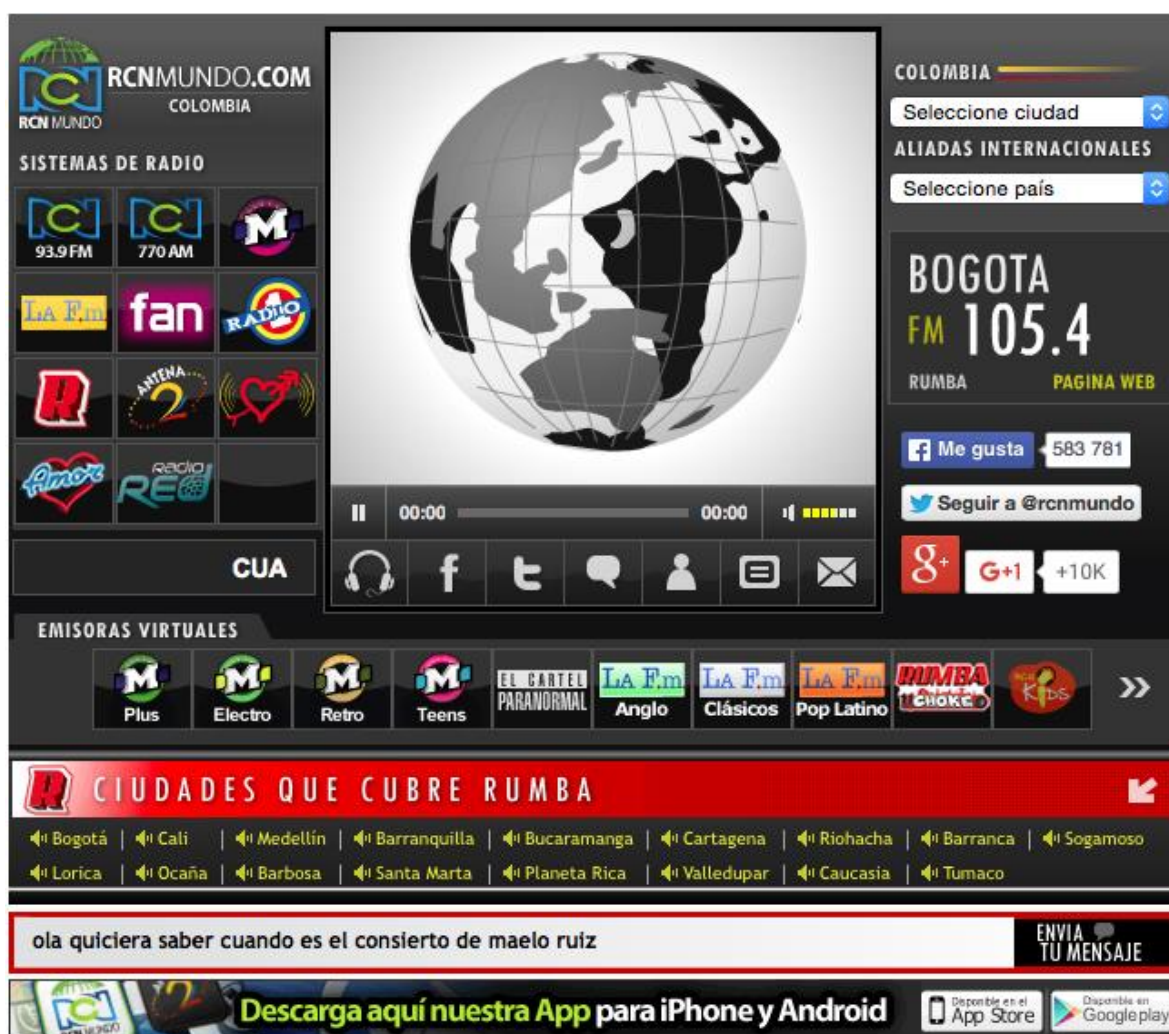 RCNMUNDO.COM
COLOMBIA
RCN MUNDO
SISTEMAS DE RADIO
93.9 FM
770 AM
M
LA F.m
fan
RADIO 1
R
ANTENA 2
Amor
Radio RED
CUA
00:00
00:00
COLOMBIA
Seleccione ciudad
ALIADAS INTERNACIONALES
Seleccione país
BOGOTA
FM 105.4
RUMBA PAGINA WEB
Me gusta 583 781
Seguir a @rcnmundo
g+ G+1 +10K
EMISORAS VIRTUALES
M Plus
M Electro
M Retro
M Teens
EL CARTEL PARANORMAL
LA F.m Anglo
LA F.m Clásicos
LA F.m Pop Latino
RUMBA CHOKE
KiDS
R CIUDADES QUE CUBRE RUMBA
Bogotá | Cali | Medellín | Barranquilla | Bucaramanga | Cartagena | Riohacha | Barranca | Sogamoso
Lorica | Ocaña | Barbosa | Santa Marta | Planeta Rica | Valledupar | Caucasia | Tumaco
ola quiciera saber cuando es el consierto de maelo ruiz
ENVIA TU MENSAJE
RCN MUNDO
2
Descarga aquí nuestra App para iPhone y Android
Disponible en el App Store
Disponible en Google play